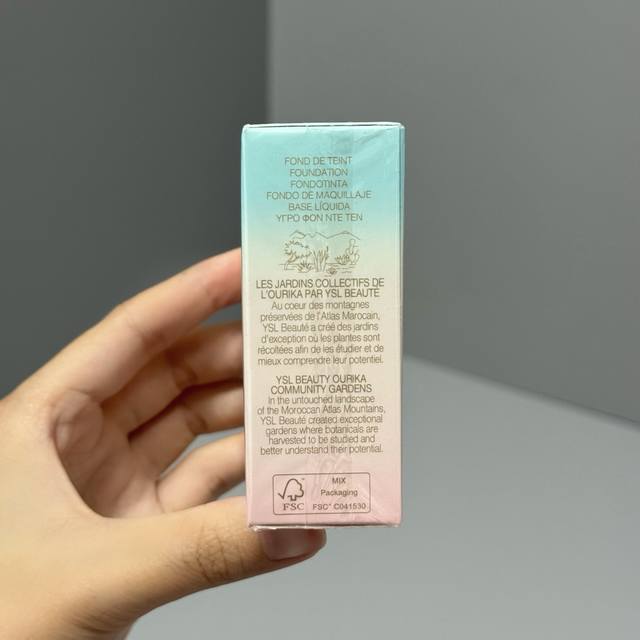 FOND DE TEINT
FOUNDATION
FONDOTINTA
FONDO DE MAQUILLAJE
BASE LÍQUIDA
ΥΓΡΟ ΦΟΝ ΝΤΕ ΤΕΝ
LES JARDINS COLLECTIFS DE
L'OURIKA PAR YSL BEAUTÉ
Au coeur des montagnes
préservées de l'Atlas Marocain,
YSL Beauté a créé des jardins
d'exception où les plantes sont
récoltées afin de les étudier et de
mieux comprendre leur potentiel.
YSL BEAUTY OURIKA
COMMUNITY GARDENS
In the untouched landscape
of the Moroccan Atlas Mountains,
YSL Beauté created exceptional
gardens where botanicals are
harvested to be studied and
better understand their potential.
MIX
Packaging
FSC
FSC® C041530